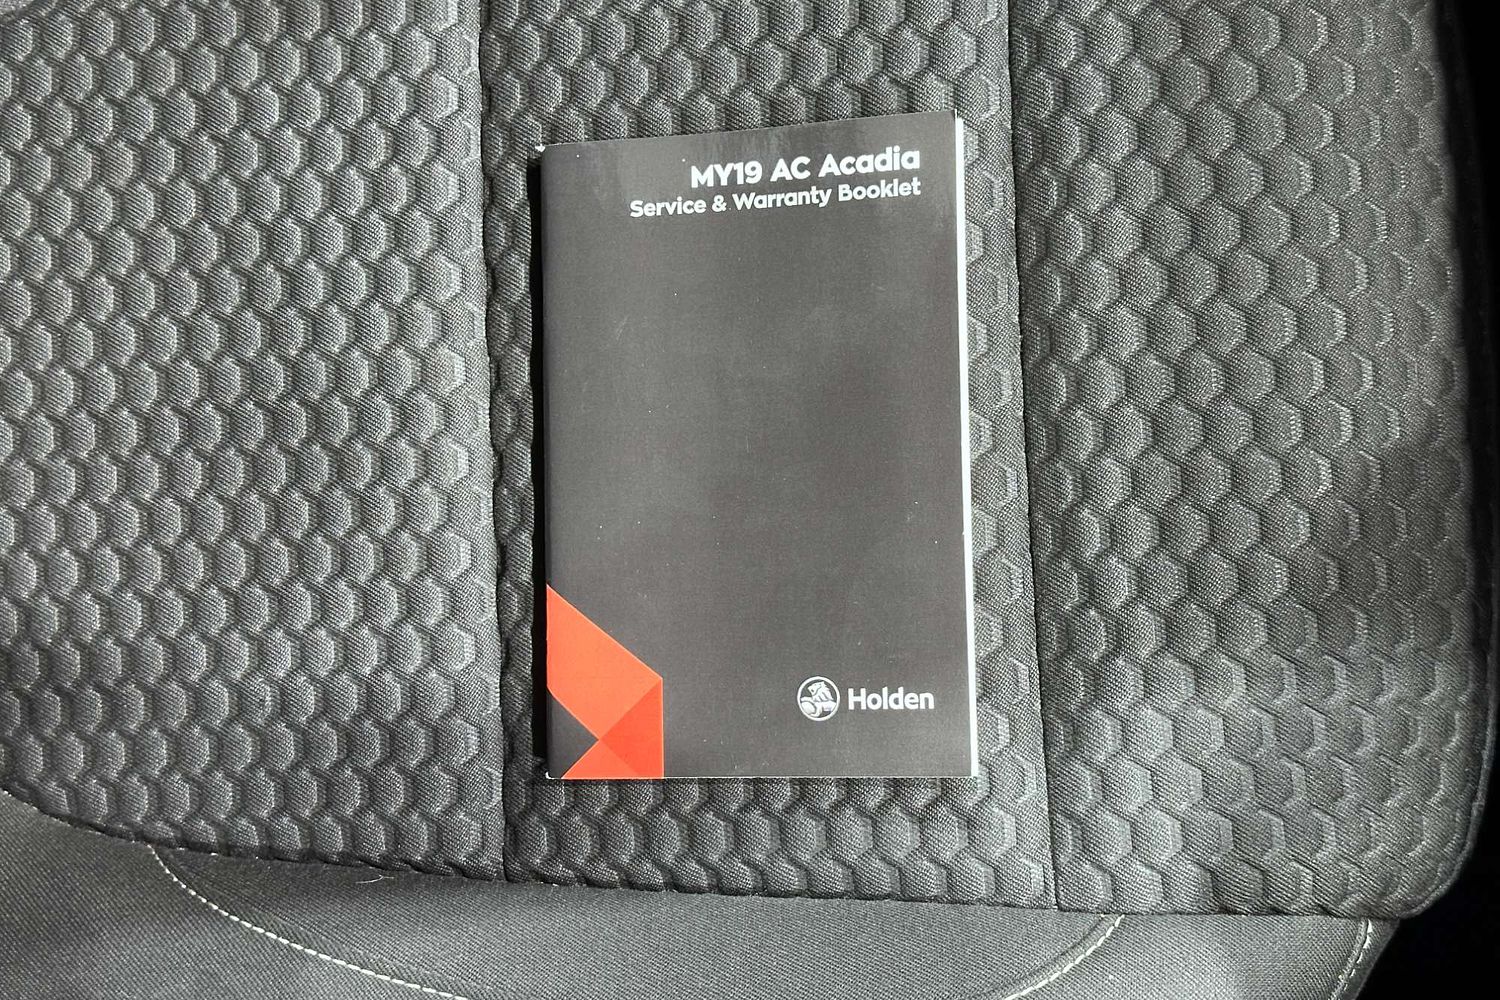 MY19 AC Acadia
Service & Warranty Booklet
Holden